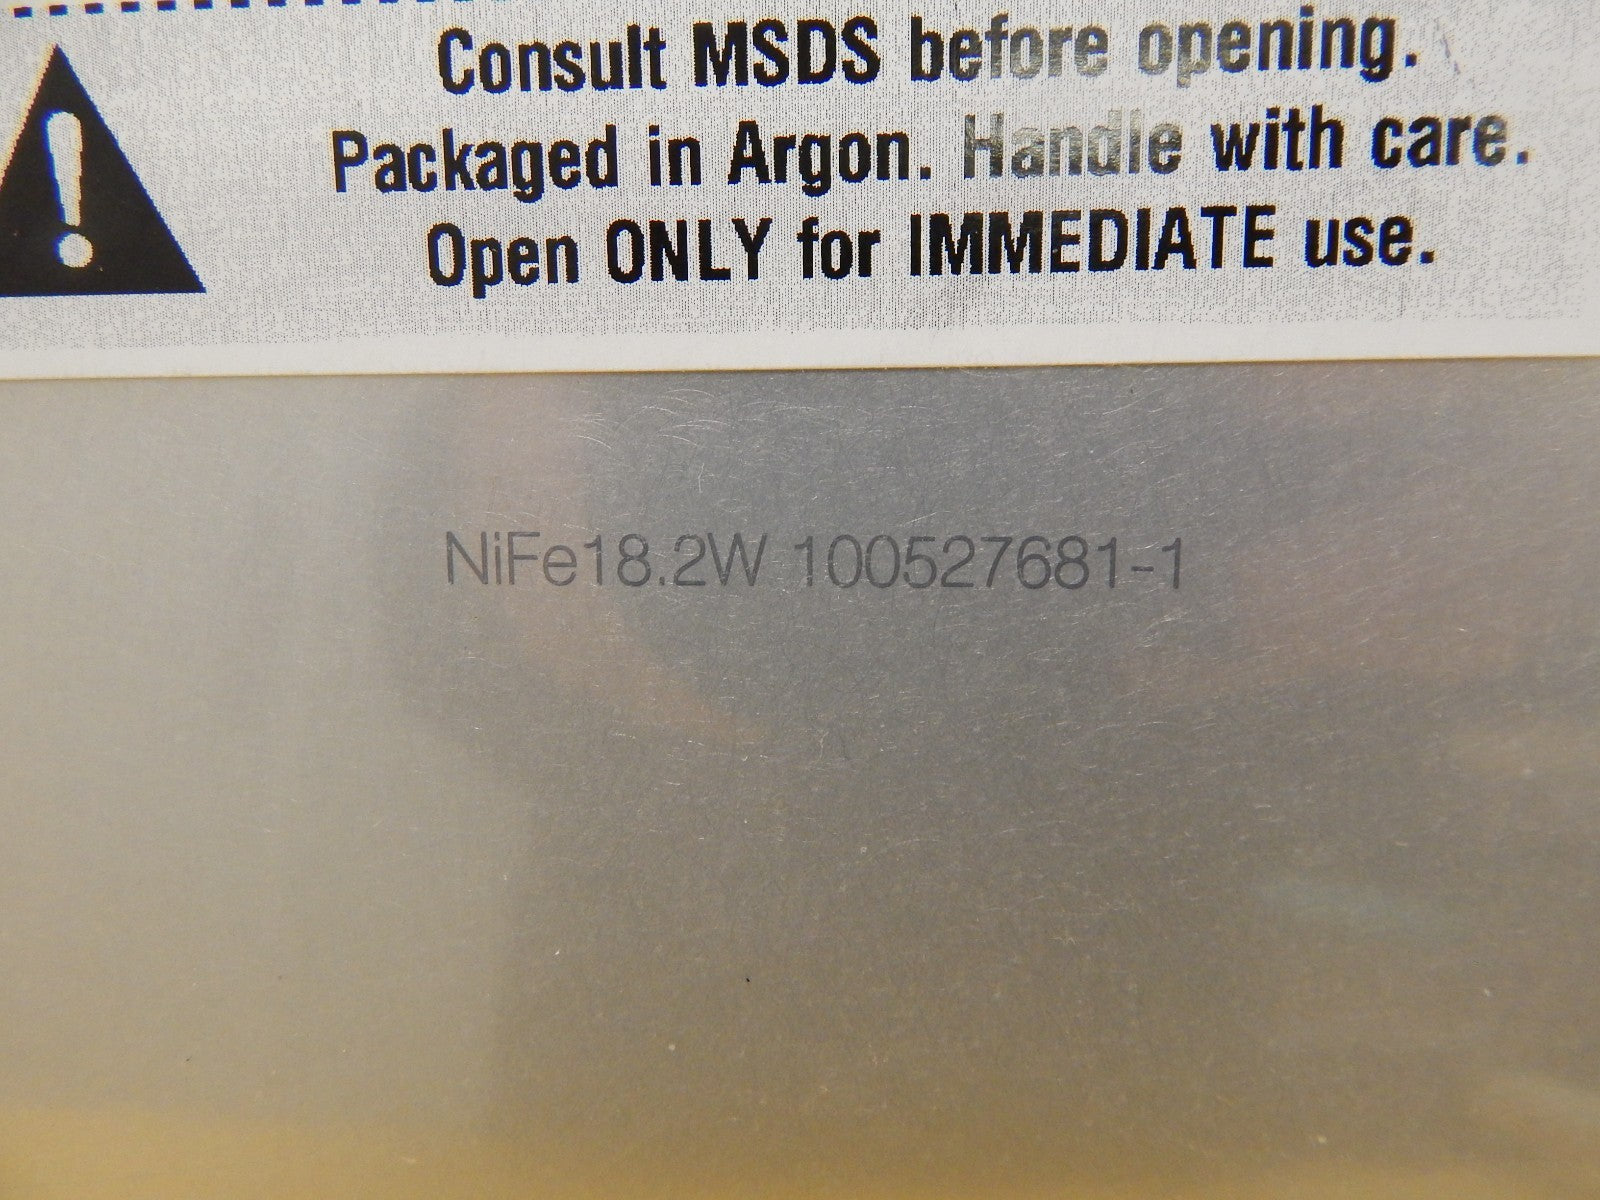 Consult MSDS before opening.
Packaged in Argon. Handle with care.
Open ONLY for IMMEDIATE use.
NiFe18.2W 100527681-1